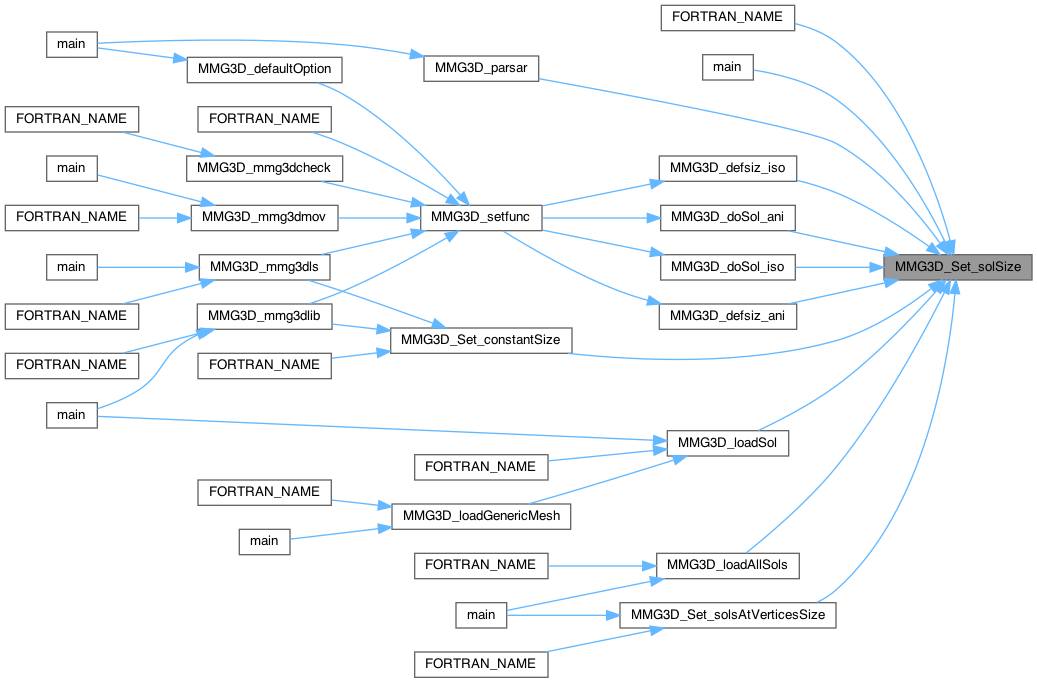 FORTRAN_NAME
main
main
MMG3D_parsar
MMG3D_defaultOption
FORTRAN_NAME
FORTRAN_NAME
MMG3D_mmg3dcheck
MMG3D_defsiz_iso
main
FORTRAN_NAME
MMG3D_mmg3dmov
MMG3D_setfunc
MMG3D_doSol_ani
main
MMG3D_mmg3dls
MMG3D_doSol_iso
MMG3D_Set_solSize
FORTRAN_NAME
MMG3D_mmg3dlib
MMG3D_defsiz_ani
MMG3D_Set_constantSize
FORTRAN_NAME
FORTRAN_NAME
main
MMG3D_loadSol
FORTRAN_NAME
FORTRAN_NAME
MMG3D_loadGenericMesh
main
FORTRAN_NAME
MMG3D_loadAllSols
main
MMG3D_Set_solsAtVerticesSize
FORTRAN_NAME